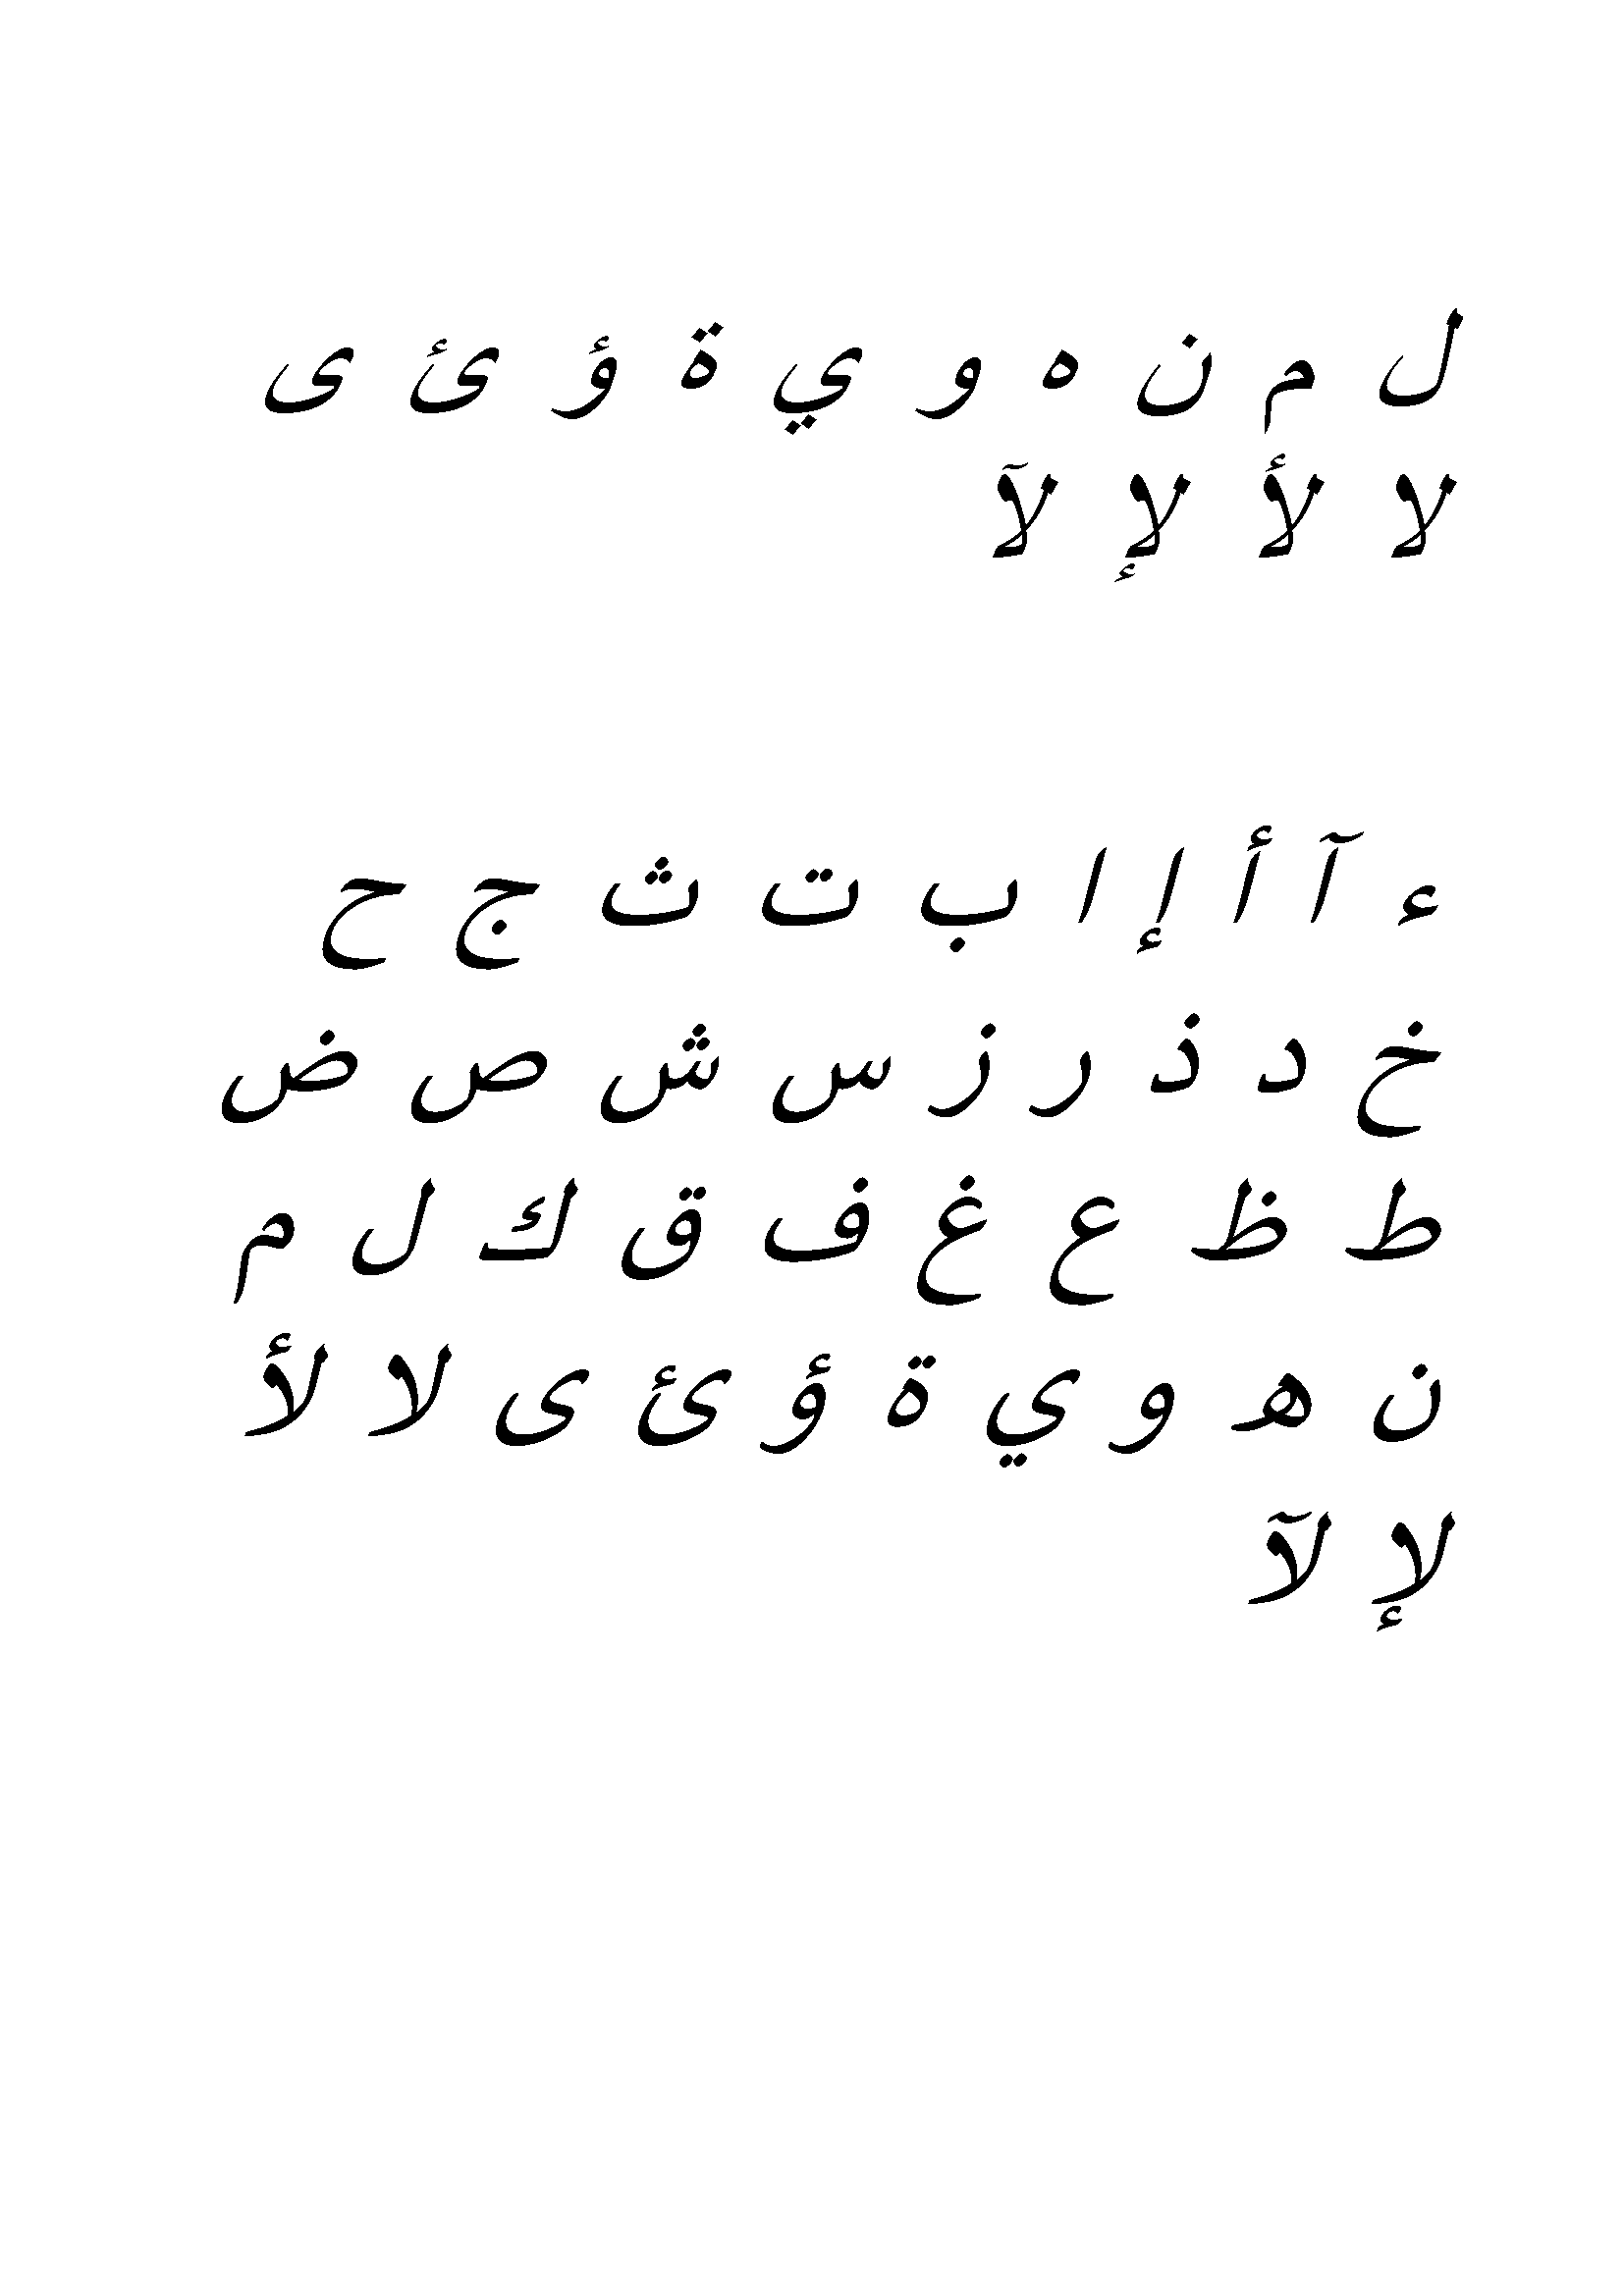 ل م ن ه و ي ة ؤ ئ ى
لا لأ لإ لآ
ء آ أ إ ا ب ت ث ج ح
خ د ذ ر ز س ش ص ض
ط ظ ع غ ف ق ك ل م
ن ه و ي ة ؤ ئ ى لا لأ
لإ لآ